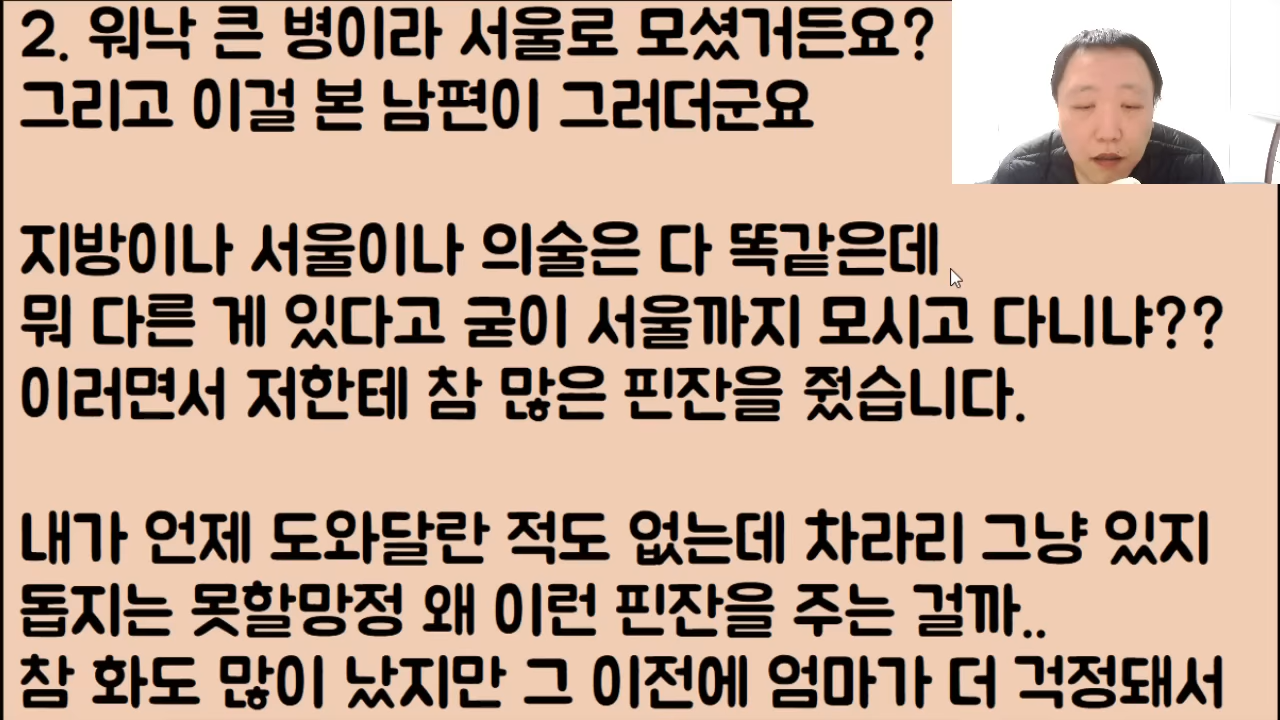 2. 워낙 큰 병이라 서울로 모셨거든요?
그리고 이걸 본 남편이 그러더군요
지방이나 서울이나 의술은 다 똑같은데
뭐 다른 게 있다고 굳이 서울까지 모시고 다니냐??
이러면서 저한테 참 많은 핀잔을 줬습니다.
내가 언제 도와달란 적도 없는데 차라리 그냥 있지
돕지는 못할망정 왜 이런 핀잔을 주는 걸까..
참 화도 많이 났지만 그 이전에 엄마가 더 걱정돼서